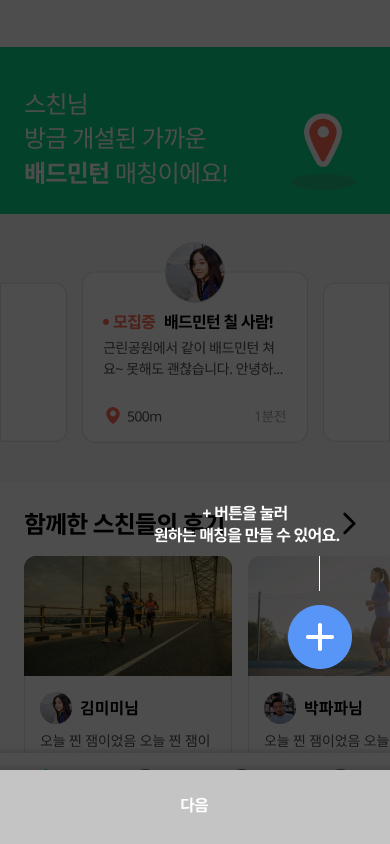 스친님
방금 개설된 가까운
배드민턴 매칭이에요!
모집중 배드민턴 칠 사람!
근린공원에서 같이 배드민턴 쳐
요~ 못해도 괜찮습니다. 안녕하...
500m
1분전
+ 버튼을 눌러
함께한 스친들의 후기
원하는 매칭을 만들 수 있어요.
김미미님
박파파님
오늘 찐 잼이었음 오늘 찐 잼이
오늘 찐 잼이었음 오늘
다음